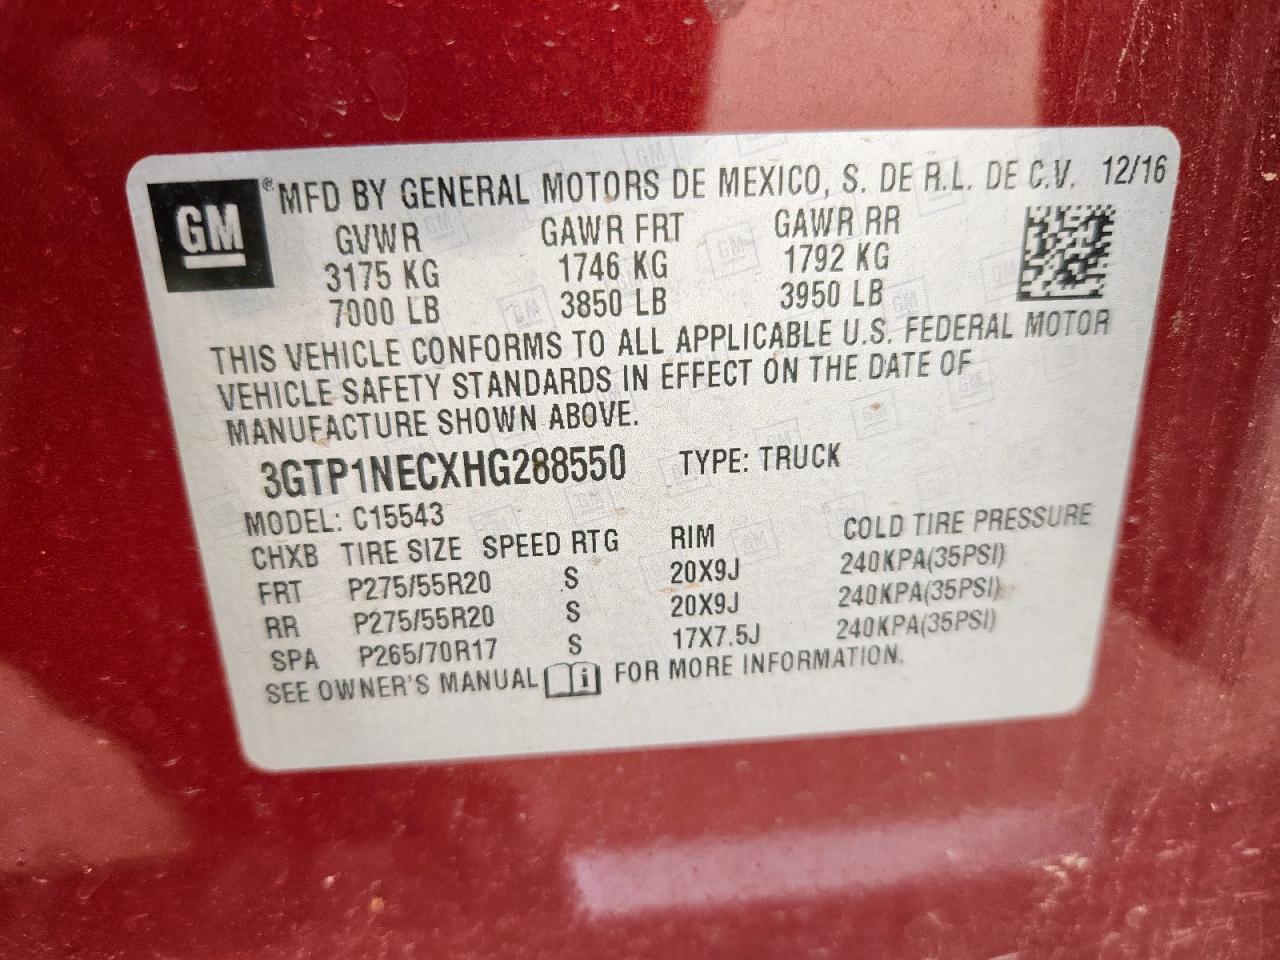 GM ® MFD BY GENERAL MOTORS DE MEXICO, S. DE R.L. DE C.V. 12/16
GVWR GAWR FRT GAWR RR
3175 KG 1746 KG 1792 KG
7000 LB 3850 LB 3950 LB
THIS VEHICLE CONFORMS TO ALL APPLICABLE U.S. FEDERAL MOTOR
VEHICLE SAFETY STANDARDS IN EFFECT ON THE DATE OF
MANUFACTURE SHOWN ABOVE.
3GTP1NECXHG288550 TYPE: TRUCK
MODEL: C15543
CHXB TIRE SIZE SPEED RTG RIM COLD TIRE PRESSURE
FRT P275/55R20 S 20X9J 240KPA(35PSI)
RR P275/55R20 S 20X9J 240KPA(35PSI)
SPA P265/70R17 S 17X7.5J 240KPA(35PSI)
SEE OWNER'S MANUAL i FOR MORE INFORMATION.